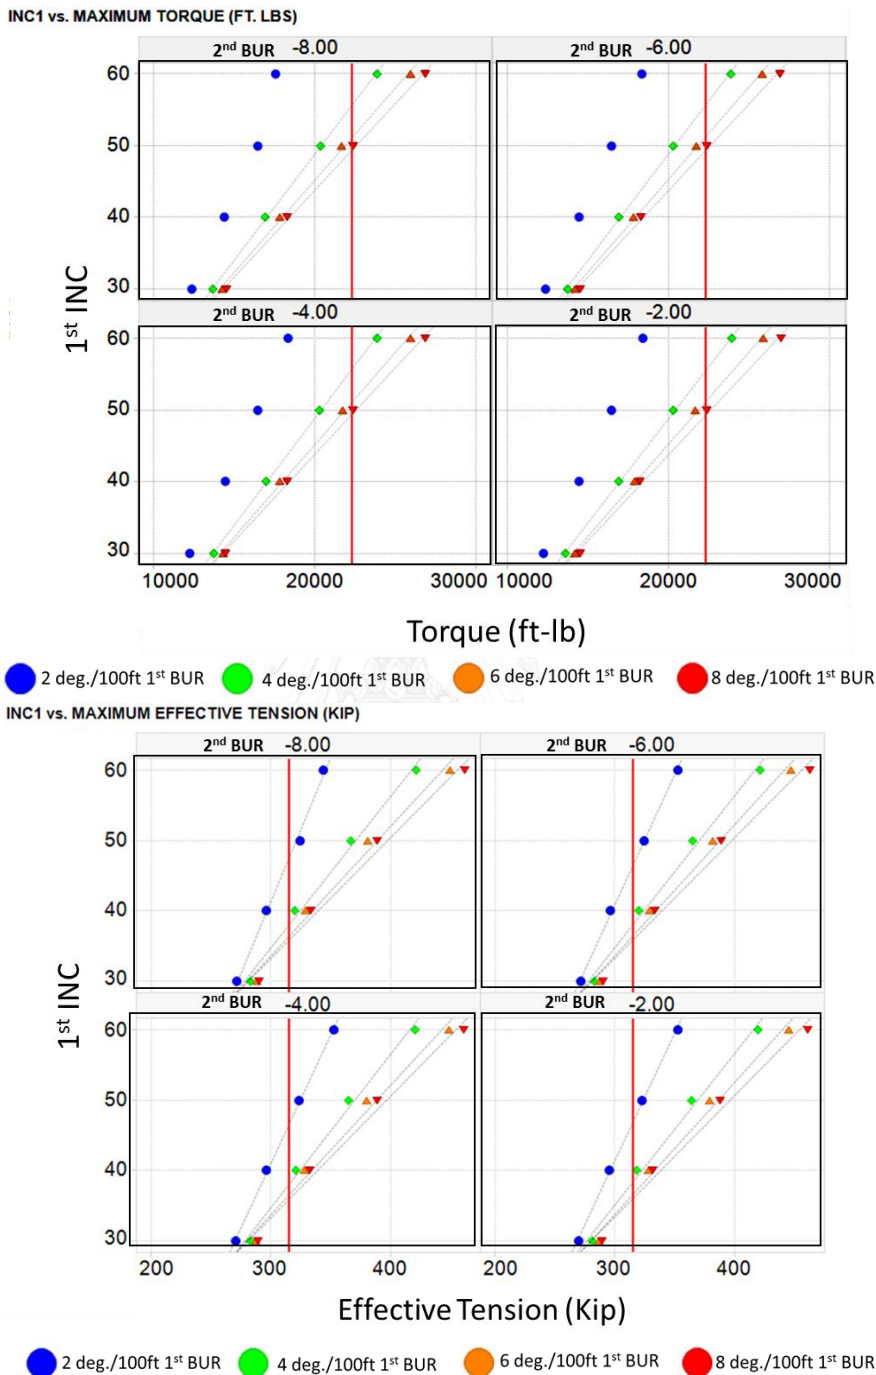 INC1 vs. MAXIMUM TORQUE (FT. LBS)
2nd BUR -8.00
2nd BUR -6.00
60
50
40
30
2nd BUR -4.00
2nd BUR -2.00
60
50
40
30
1st INC
10000 20000 30000 10000 20000 30000
Torque (ft-lb)
2 deg./100ft 1st BUR
4 deg./100ft 1st BUR
6 deg./100ft 1st BUR
8 deg./100ft 1st BUR
INC1 vs. MAXIMUM EFFECTIVE TENSION (KIP)
2nd BUR -8.00
2nd BUR -6.00
60
50
40
30
2nd BUR -4.00
2nd BUR -2.00
60
50
40
30
1st INC
200 300 400 200 300 400
Effective Tension (Kip)
2 deg./100ft 1st BUR
4 deg./100ft 1st BUR
6 deg./100ft 1st BUR
8 deg./100ft 1st BUR